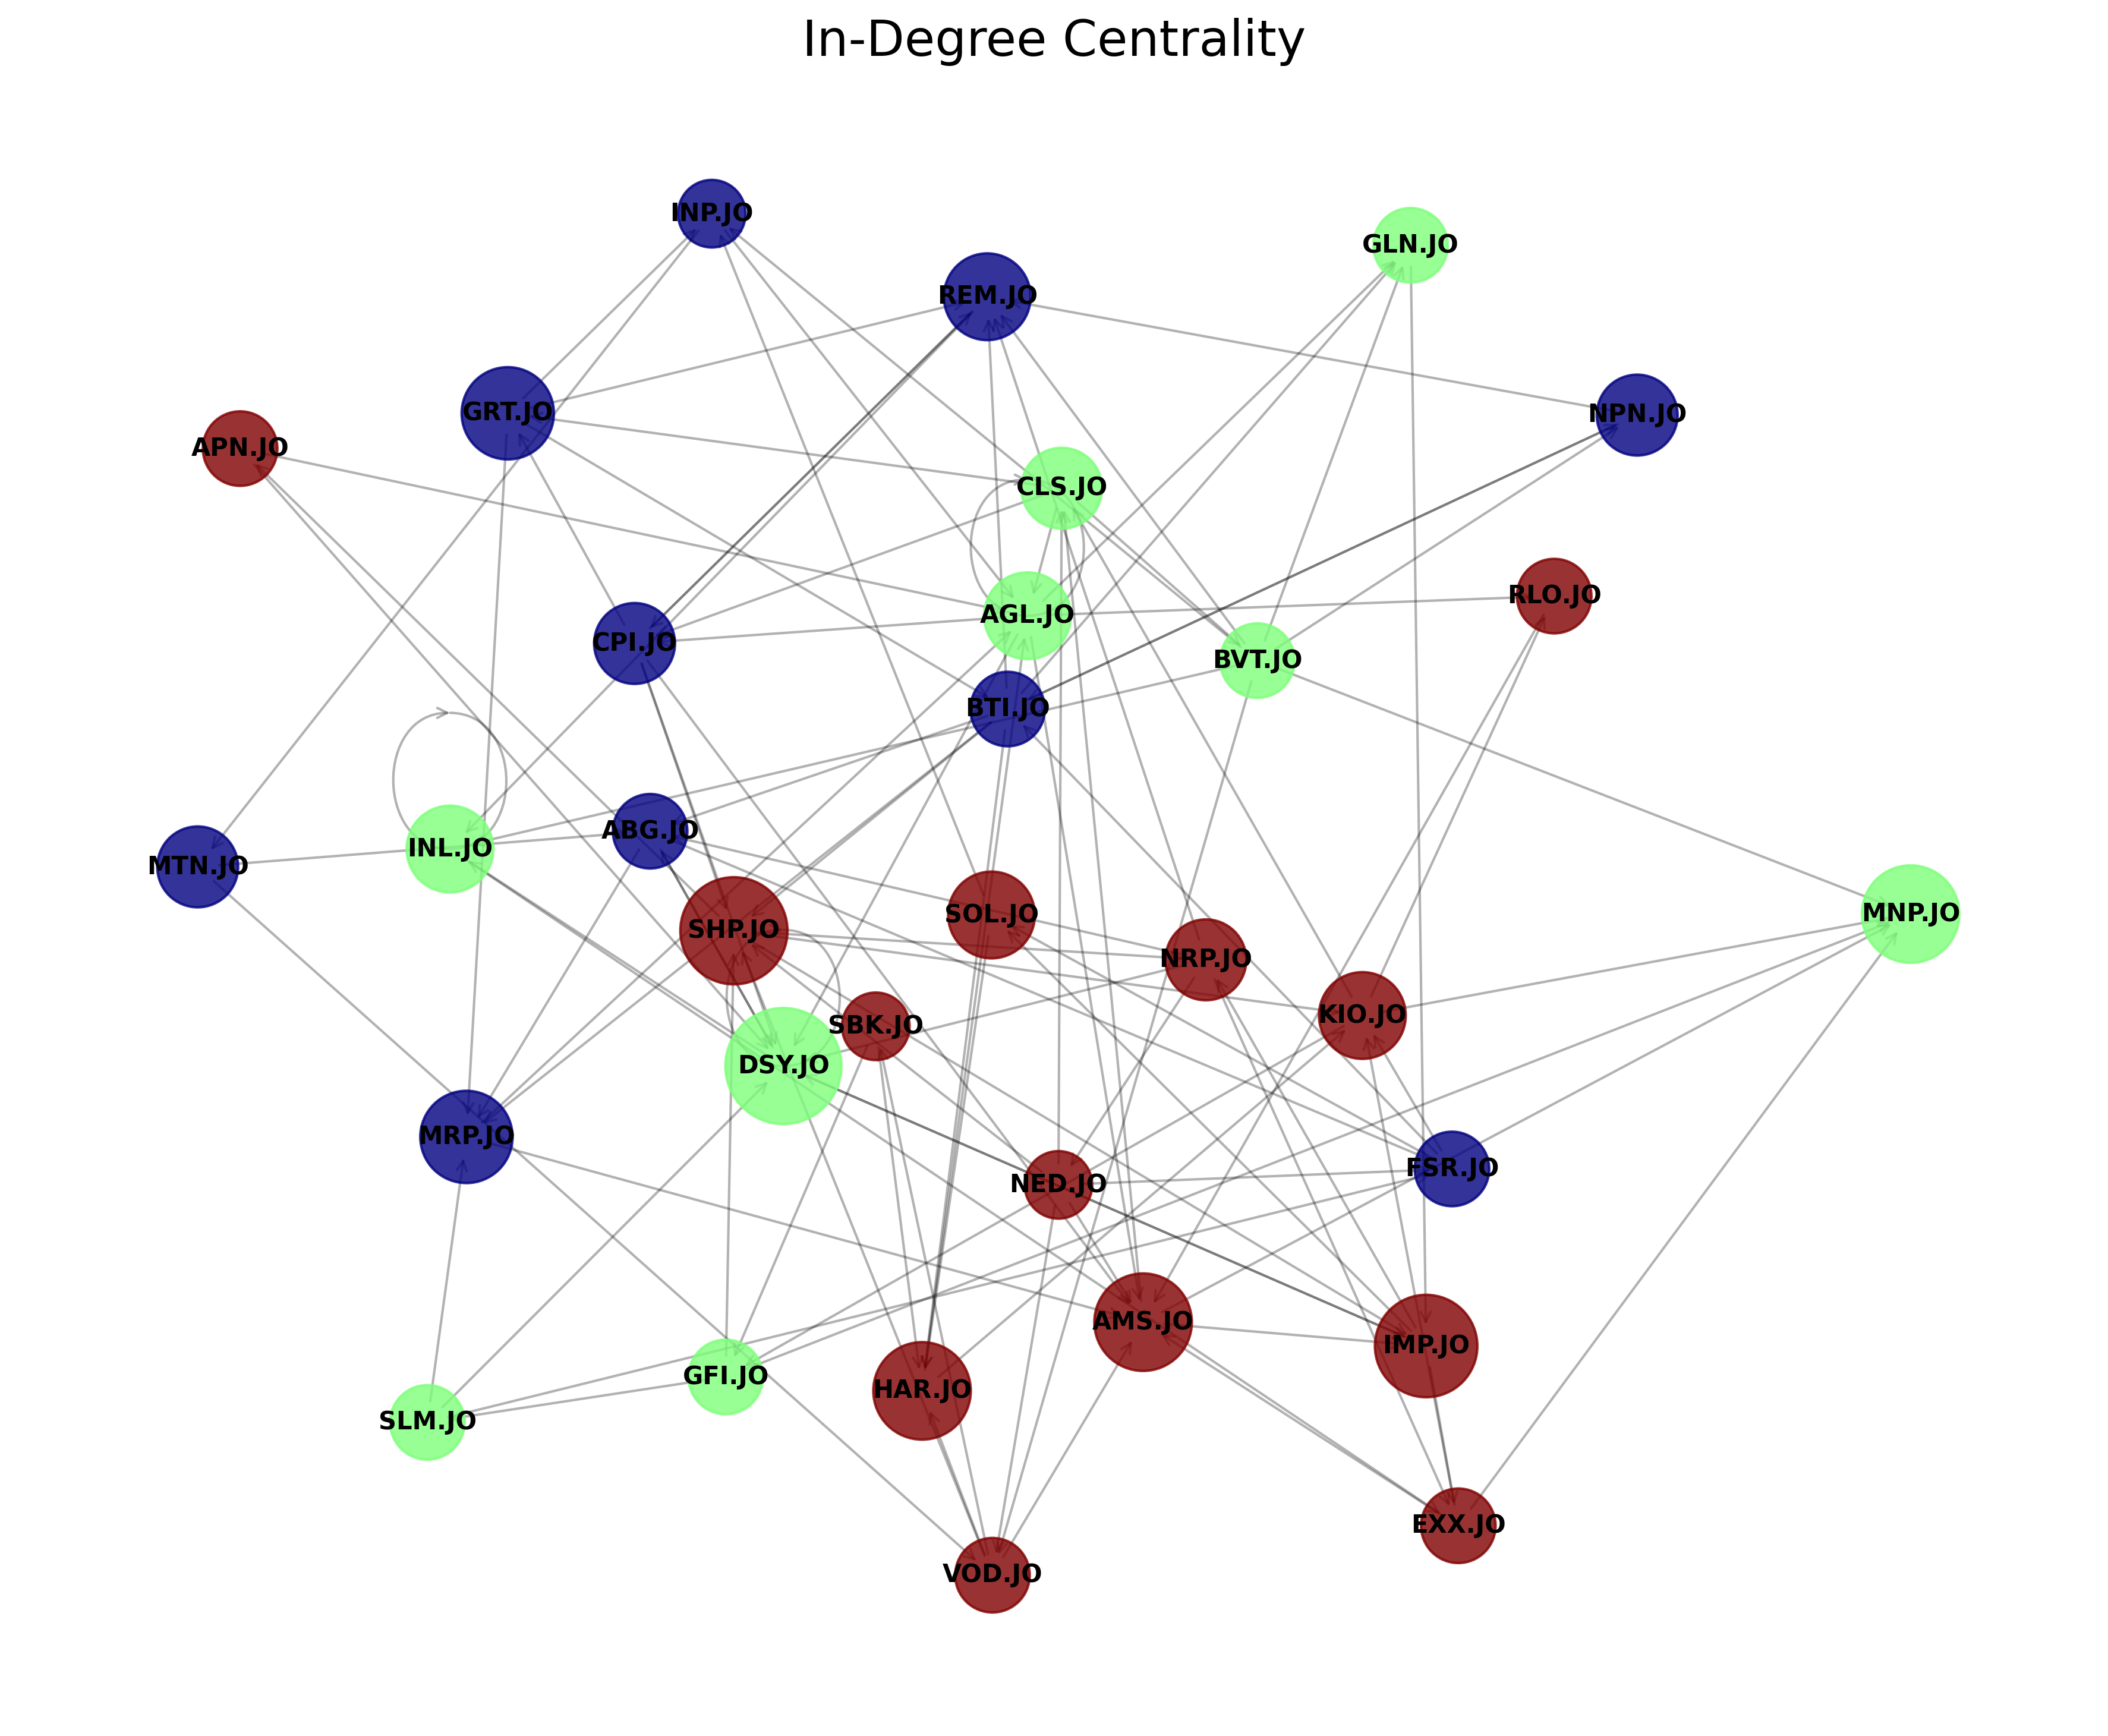 In-Degree Centrality
INP.JO
GLN.JO
REM.JO
GRT.JO
NPN.JO
APN.JO
CLS.JO
RLO.JO
AGL.JO
CPI.JO
BVT.JO
BTI.JO
ABG.JO
INL.JO
MTN.JO
SOL.JO
MNP.JO
SHP.JO
NRP.JO
KIO.JO
SBK.JO
DSY.JO
MRP.JO
FSR.JO
NED.JO
AMS.JO
IMP.JO
GFI.JO
HAR.JO
SLM.JO
EXX.JO
VOD.JO